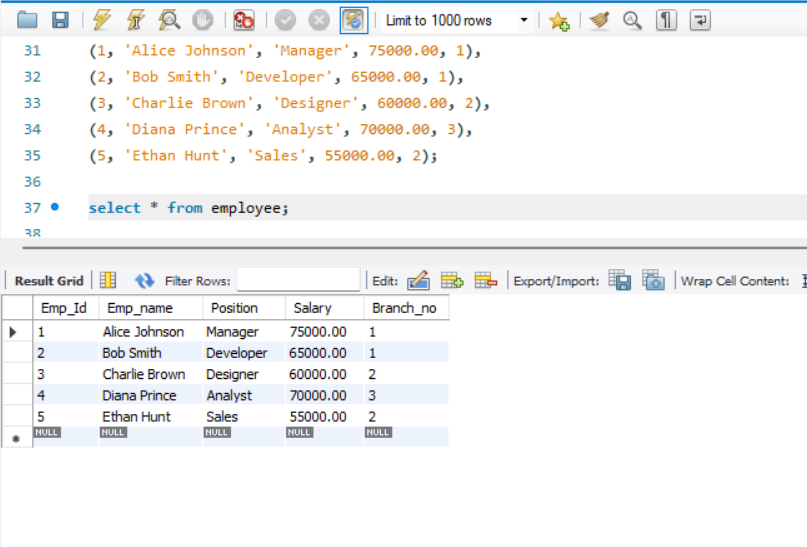 Limit to 1000 rows
31 (1, 'Alice Johnson', 'Manager', 75000.00, 1),
32 (2, 'Bob Smith', 'Developer', 65000.00, 1),
33 (3, 'Charlie Brown', 'Designer', 60000.00, 2),
34 (4, 'Diana Prince', 'Analyst', 70000.00, 3),
35 (5, 'Ethan Hunt', 'Sales', 55000.00, 2);
36
37 select * from employee;
38
Result Grid Filter Rows: Edit: Export/Import: Wrap Cell Content:
Emp_Id Emp_name Position Salary Branch_no
1 Alice Johnson Manager 75000.00 1
2 Bob Smith Developer 65000.00 1
3 Charlie Brown Designer 60000.00 2
4 Diana Prince Analyst 70000.00 3
5 Ethan Hunt Sales 55000.00 2
NULL NULL NULL NULL NULL